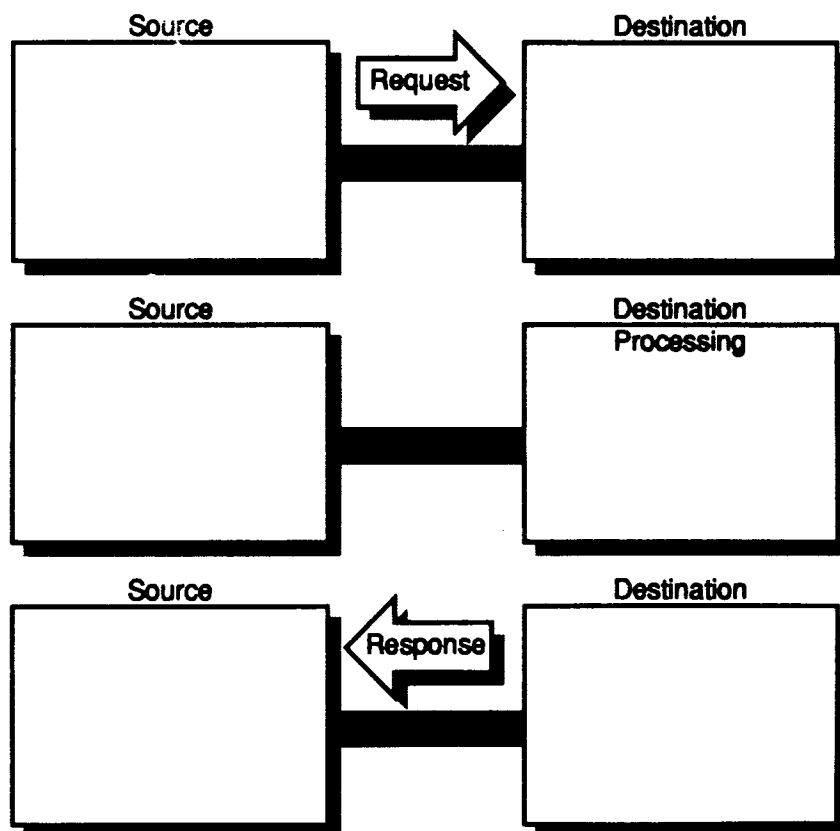 Source
Destination
Request
Source
Destination
Processing
Source
Destination
Response